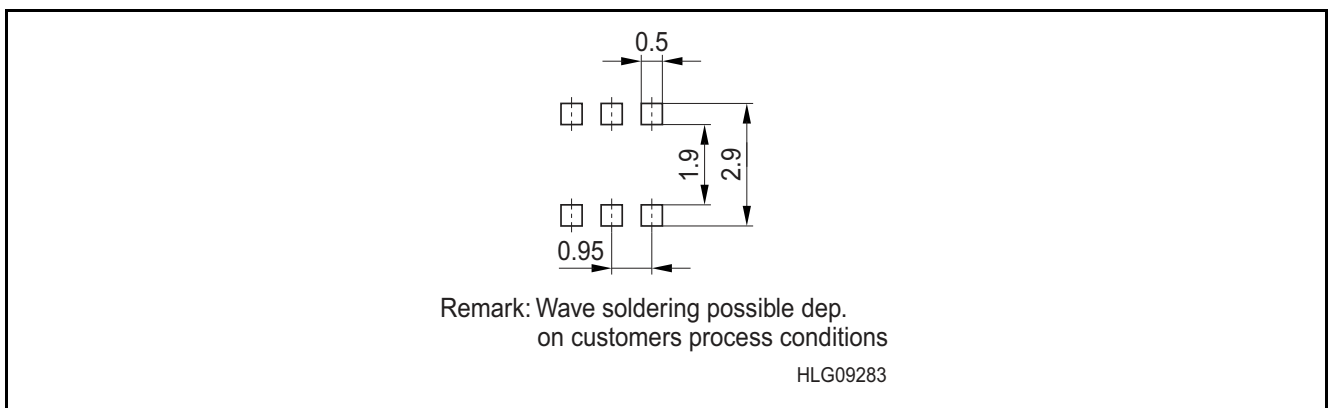 0.5
1.9
2.9
0.95
Remark: Wave soldering possible dep.
on customers process conditions
HLG09283